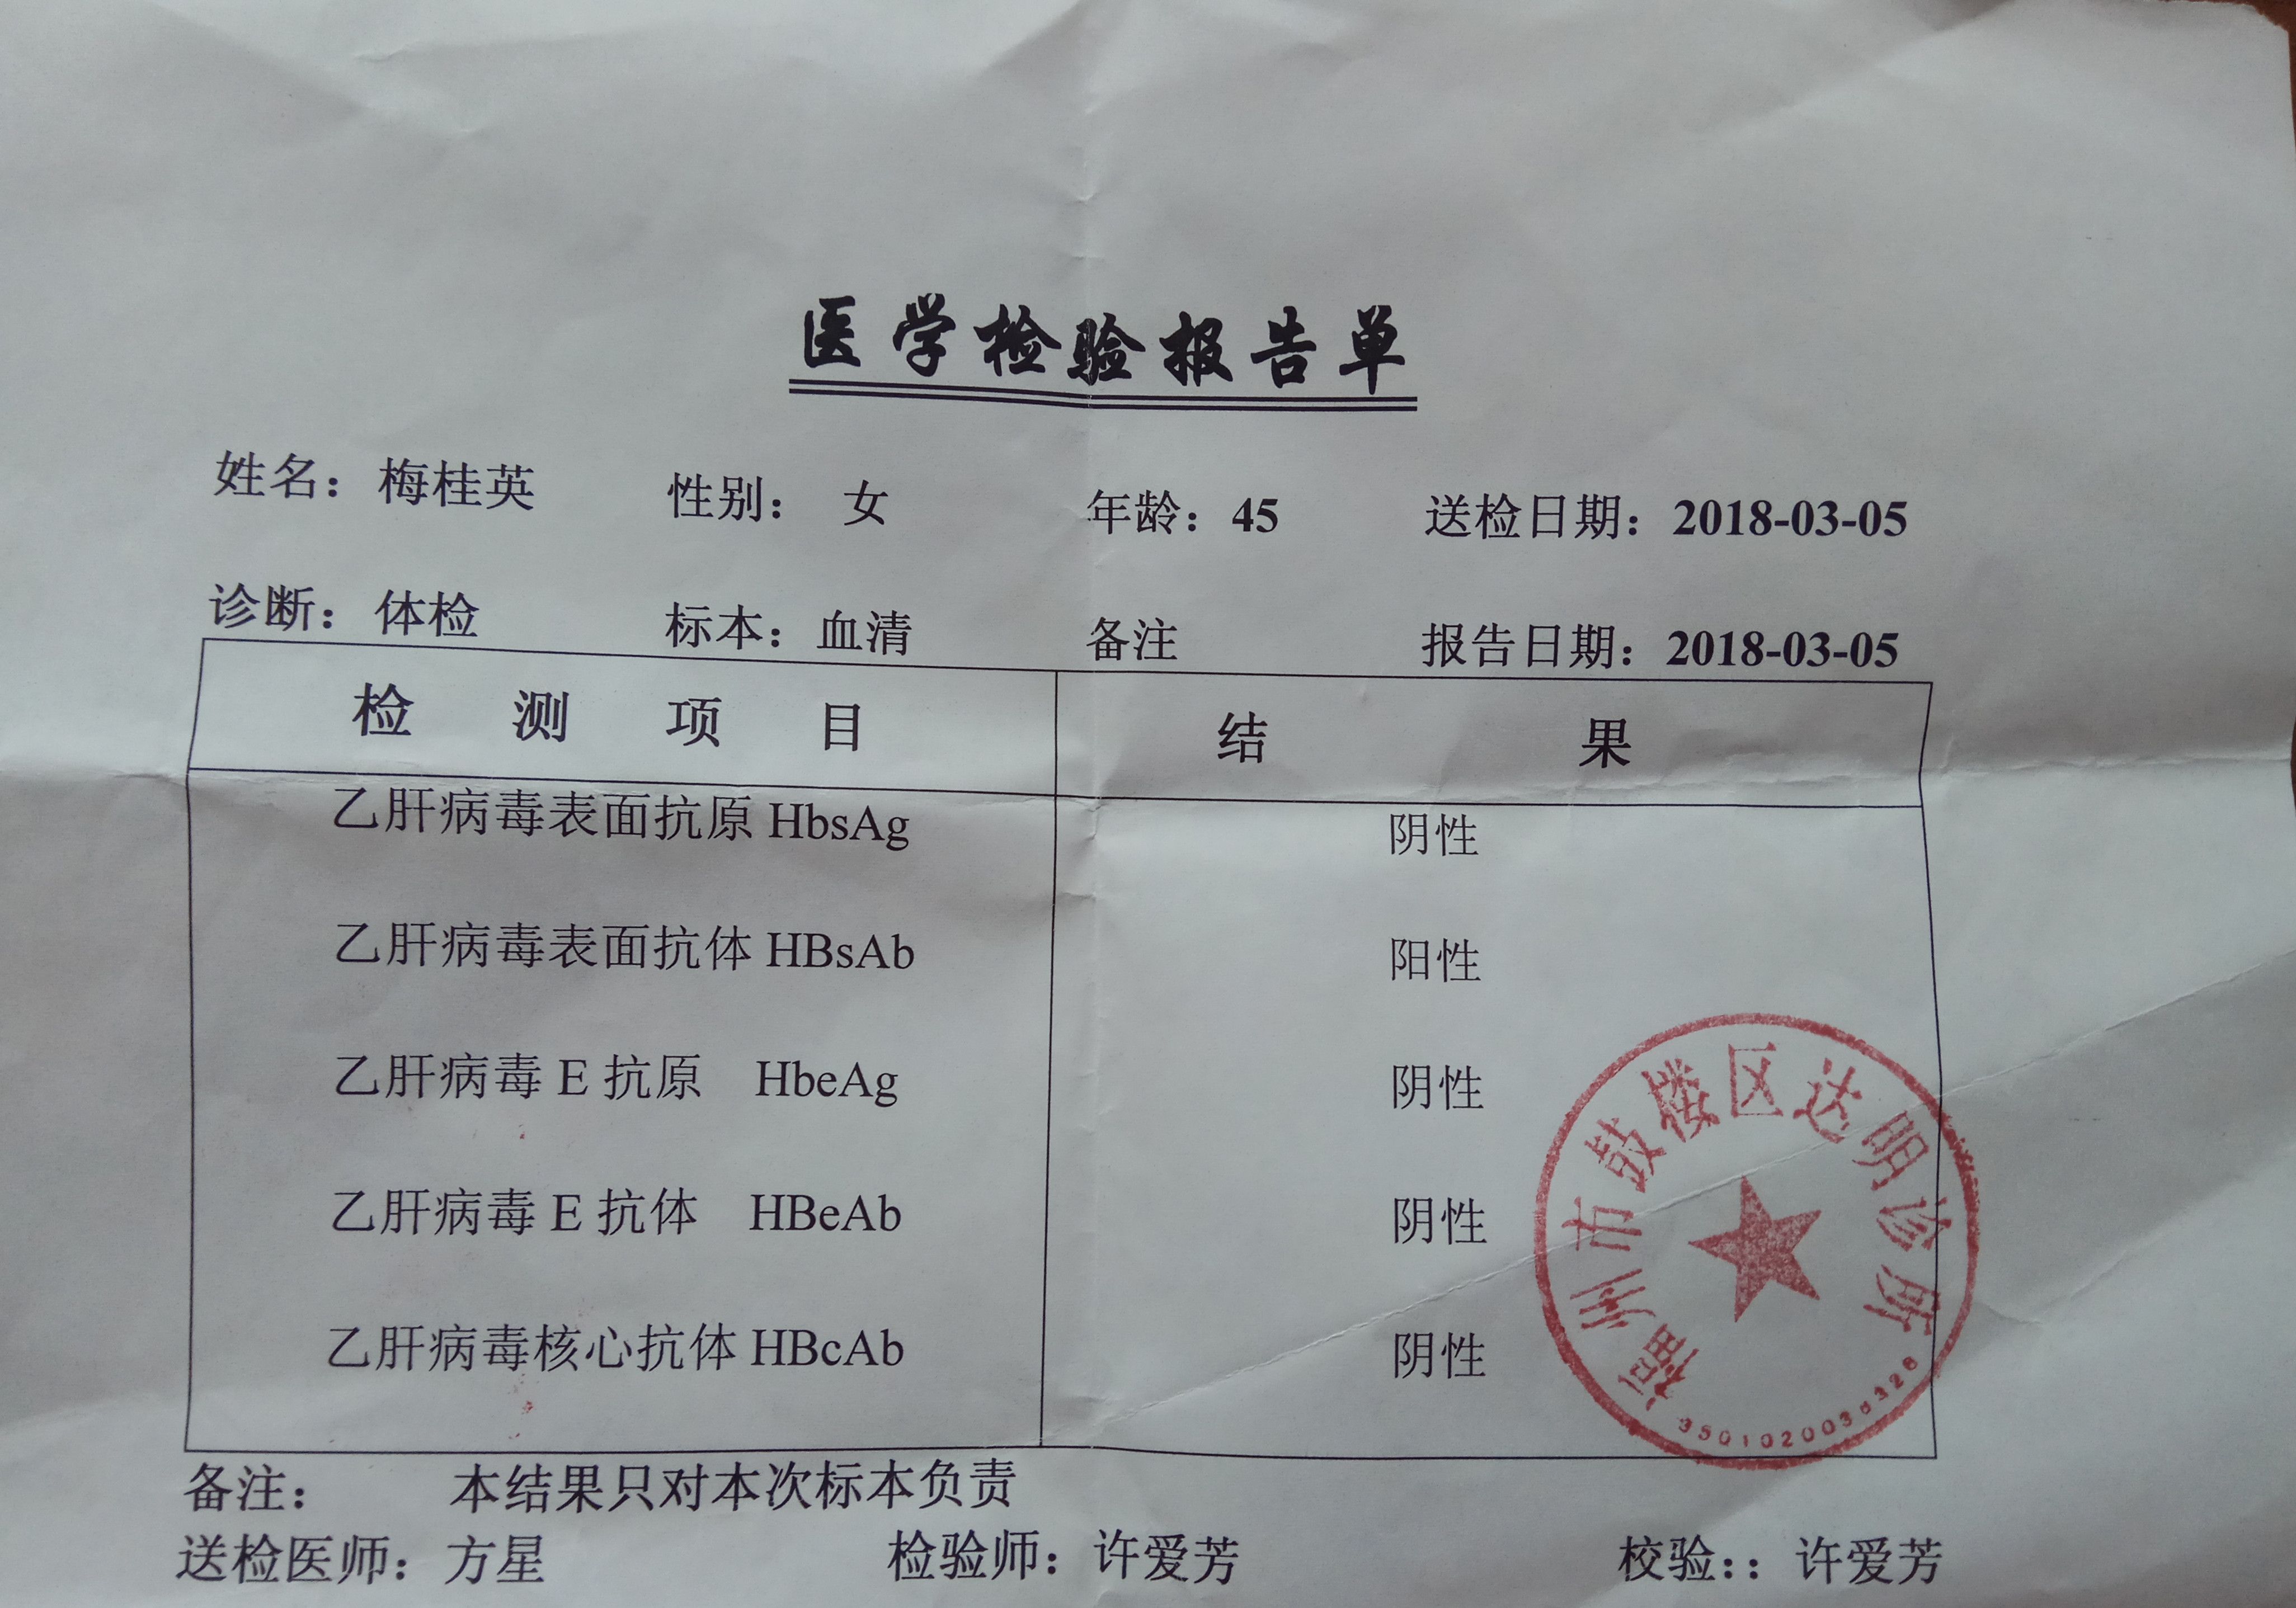 医学检验报告单
姓名：梅桂英 性别： 女 年龄：45 送检日期：2018-03-05
诊断：体检 标本：血清 备注 报告日期：2018-03-05
检 测 项 目 结 果
乙肝病毒表面抗原 HbsAg 阴性
乙肝病毒表面抗体 HBsAb 阳性
乙肝病毒 E 抗原 HbeAg 阴性
乙肝病毒 E 抗体 HBeAb 阴性
乙肝病毒核心抗体 HBcAb 阴性
福州市鼓楼区达明诊所
备注： 本结果只对本次标本负责
送检医师：方星 检验师：许爱芳 校验：：许爱芳